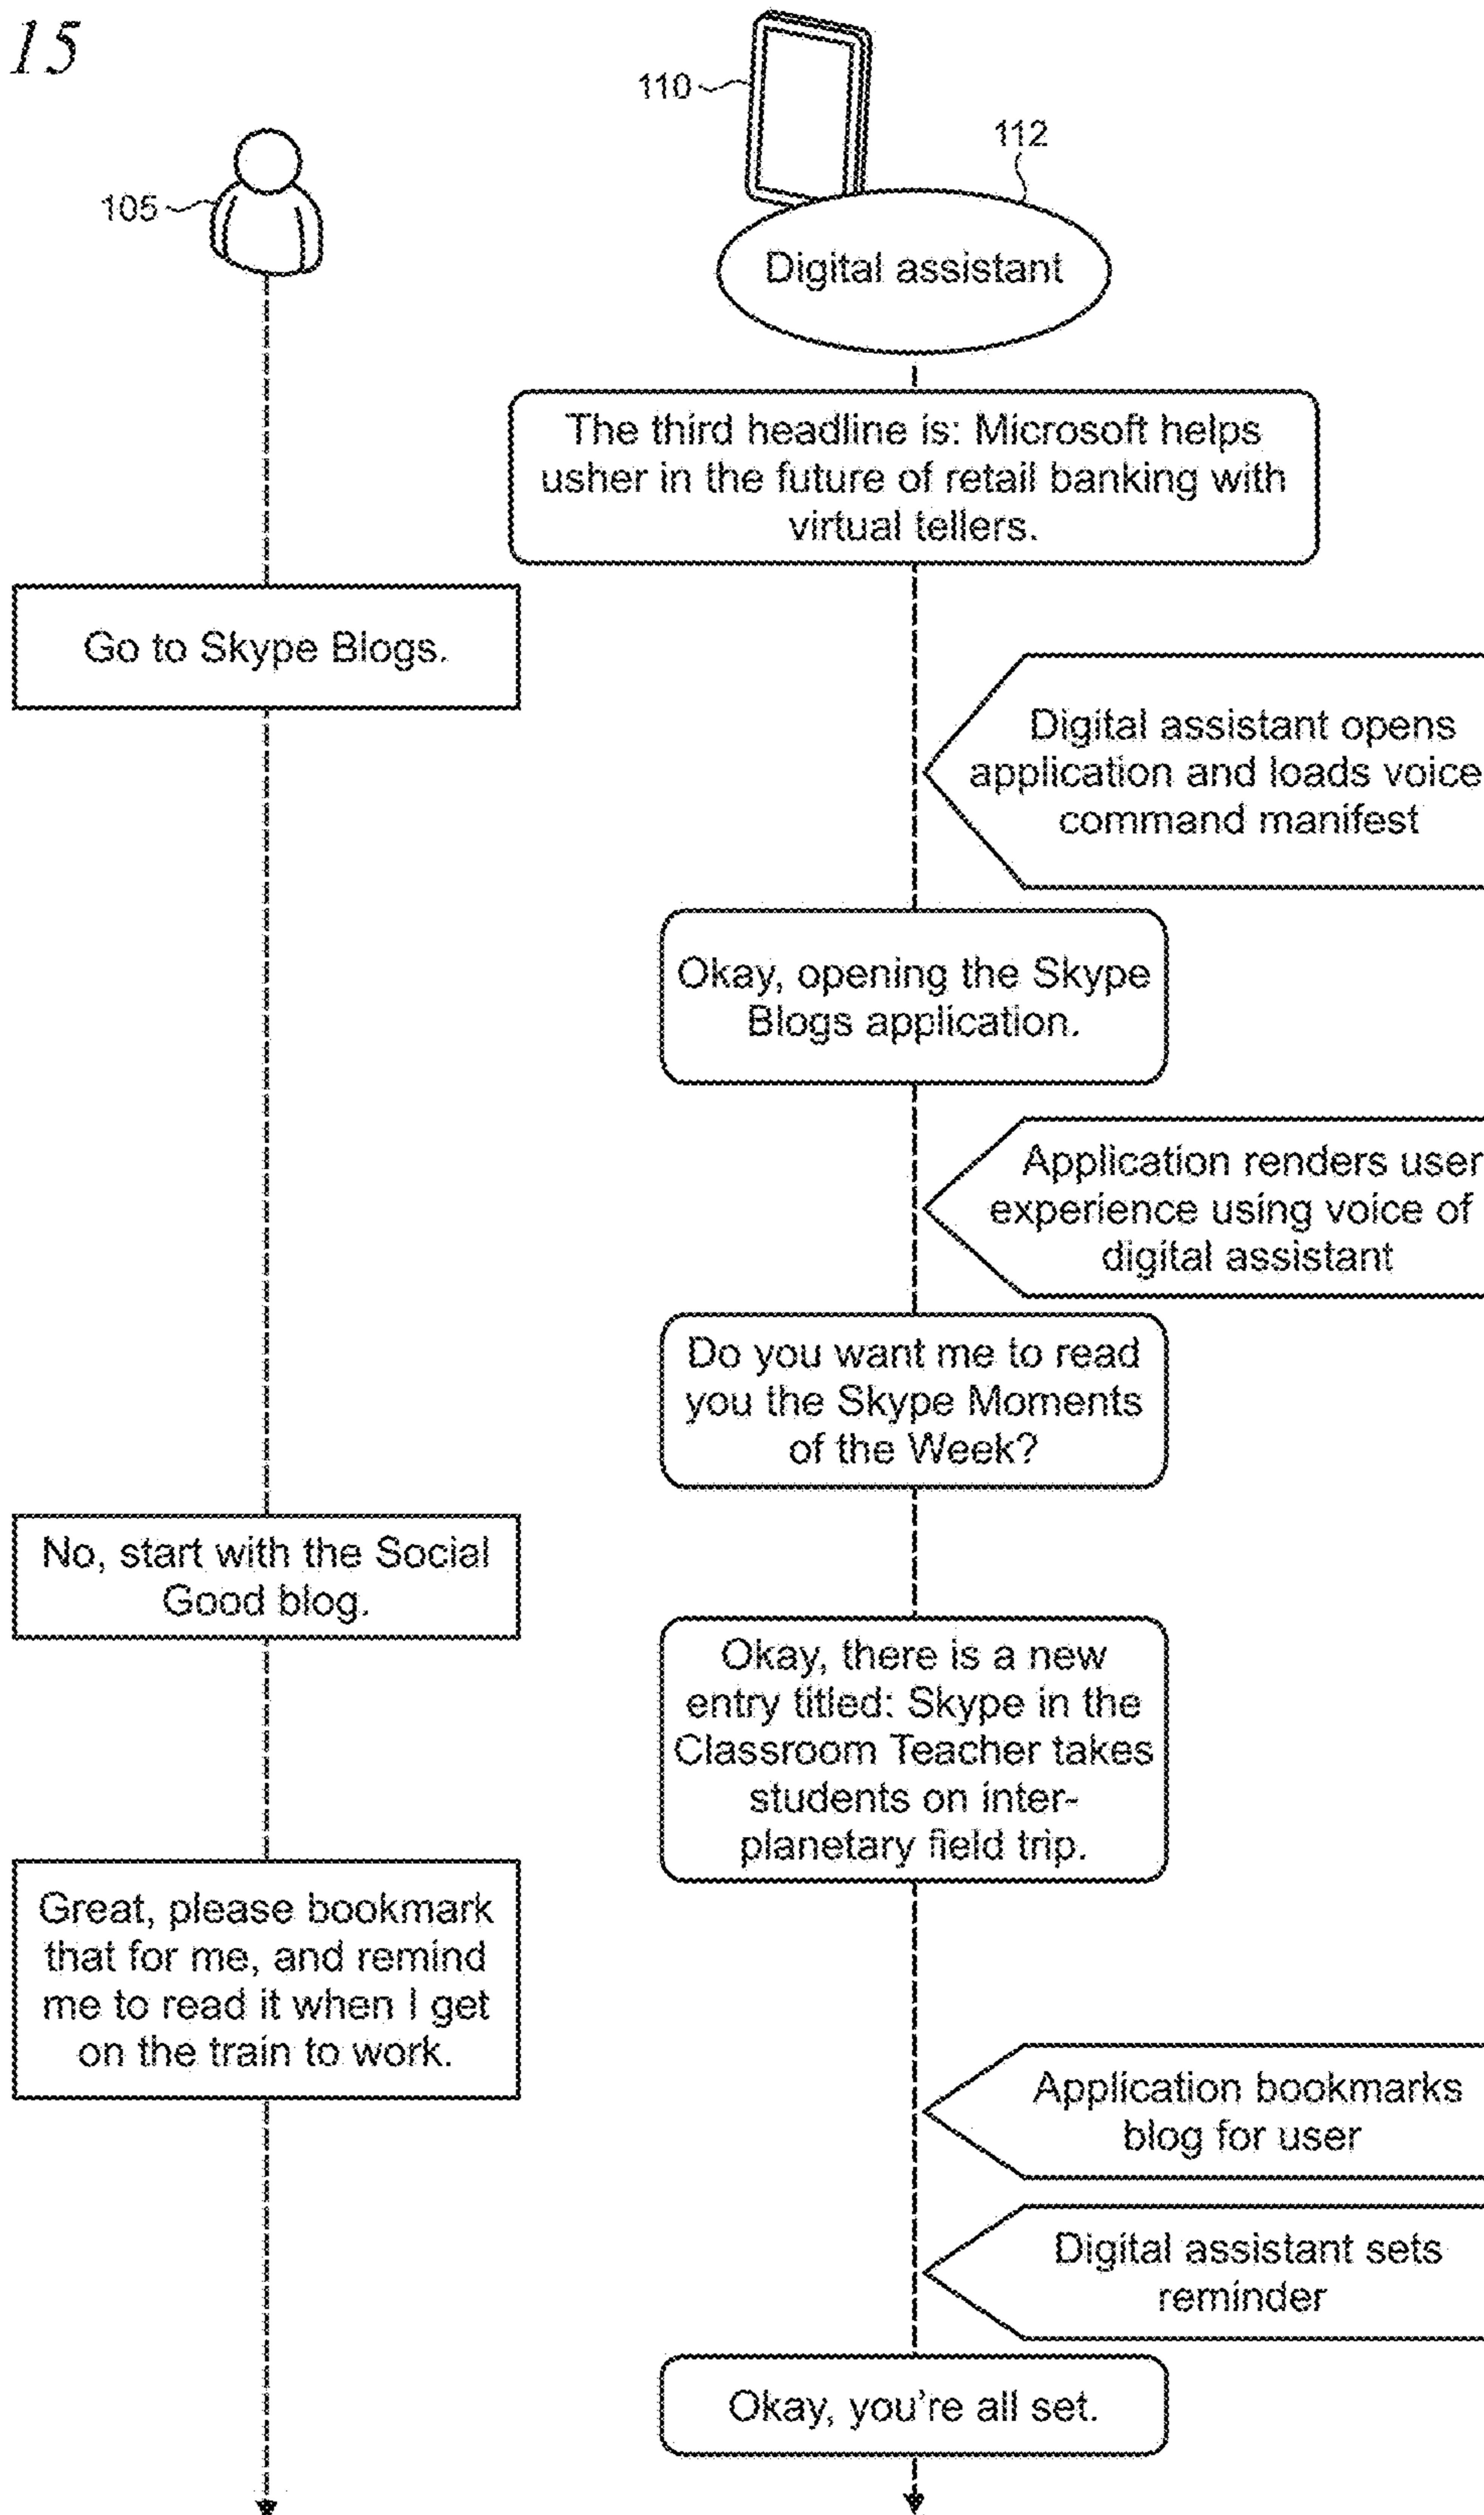 15
110
112
105
Digital assistant
The third headline is: Microsoft helps
usher in the future of retail banking with
virtual tellers.
Go to Skype Blogs.
Digital assistant opens
application and loads voice
command manifest
Okay, opening the Skype
Blogs application.
Application renders user
experience using voice of
digital assistant
Do you want me to read
you the Skype Moments
of the Week?
No, start with the Social
Good blog.
Okay, there is a new
entry titled: Skype in the
Classroom Teacher takes
students on inter-
planetary field trip.
Great, please bookmark
that for me, and remind
me to read it when I get
on the train to work.
Application bookmarks
blog for user
Digital assistant sets
reminder
Okay, you're all set.